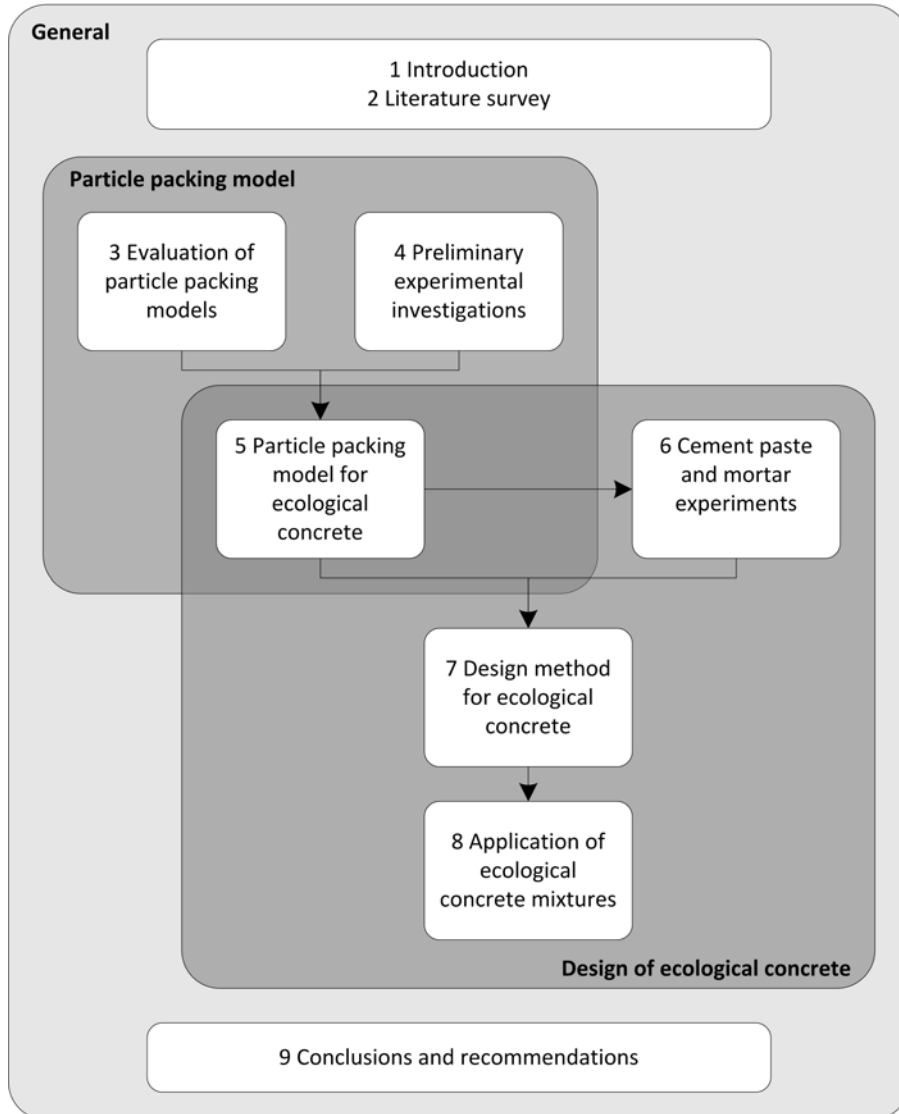 General
1 Introduction
2 Literature survey
Particle packing model
3 Evaluation of
particle packing
models
4 Preliminary
experimental
investigations
5 Particle packing
model for
ecological
concrete
6 Cement paste
and mortar
experiments
7 Design method
for ecological
concrete
8 Application of
ecological
concrete mixtures
Design of ecological concrete
9 Conclusions and recommendations